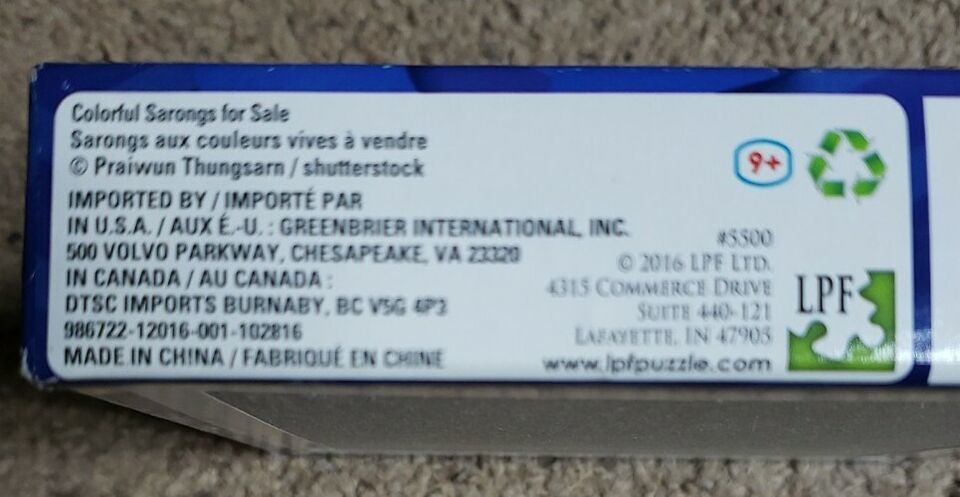 Colorful Sarongs for Sale
Sarongs aux couleurs vives à vendre
© Praiwun Thungsarn / shutterstock
IMPORTED BY / IMPORTÉ PAR
IN U.S.A. / AUX É.-U. : GREENBRIER INTERNATIONAL, INC.
500 VOLVO PARKWAY, CHESAPEAKE, VA 23320
IN CANADA / AU CANADA :
DTSC IMPORTS BURNABY, BC V5G 4P3
986722-12016-001-102816
MADE IN CHINA / FABRIQUÉ EN CHINE
9+
#5500
© 2016 LPF LTD.
4315 COMMERCE DRIVE
SUITE 440-121
LAFAYETTE, IN 47905
www.lpfpuzzle.com
LPF